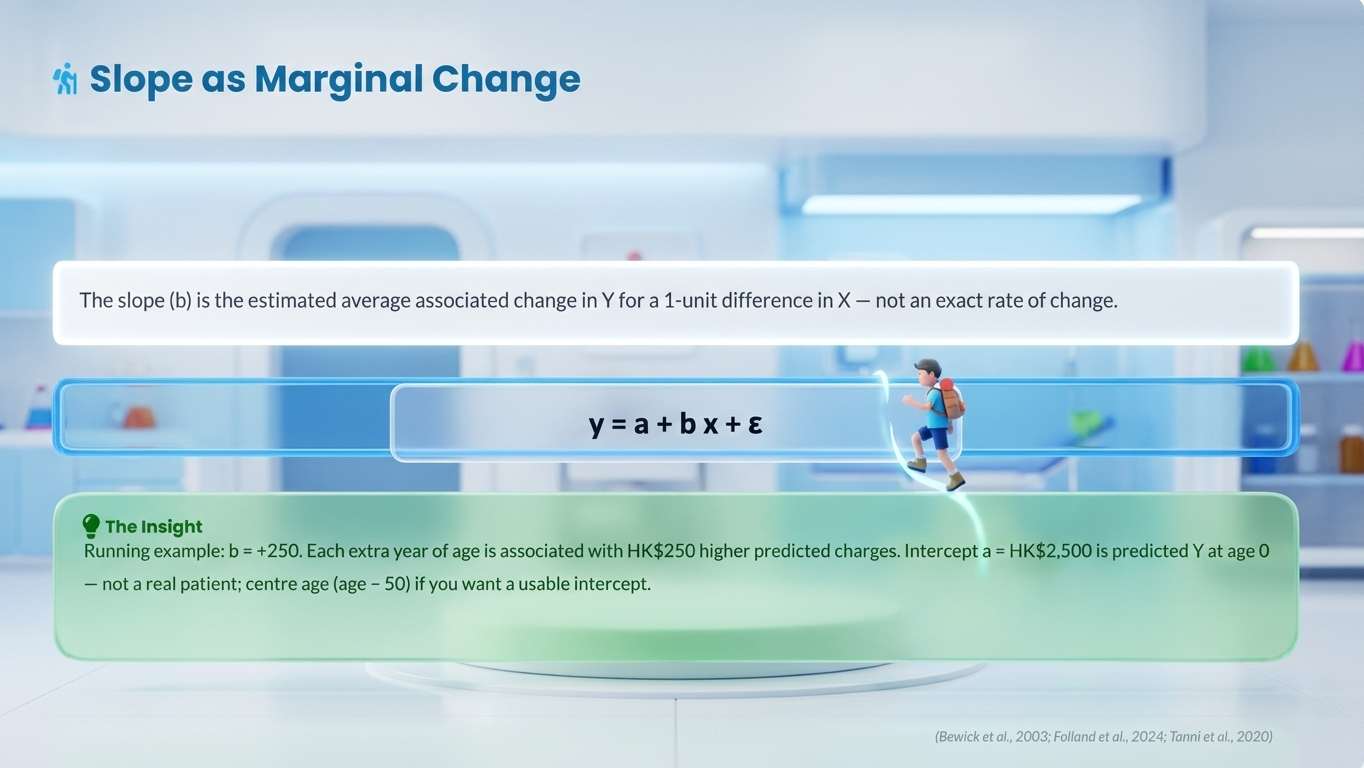 Slope as Marginal Change
The slope (b) is the estimated average associated change in Y for a 1-unit difference in X — not an exact rate of change.
y = a + b x + ε
The Insight
Running example: b = +250. Each extra year of age is associated with HK$250 higher predicted charges. Intercept a = HK$2,500 is predicted Y at age 0
— not a real patient; centre age (age − 50) if you want a usable intercept.
(Bewick et al., 2003; Folland et al., 2024; Tanni et al., 2020)